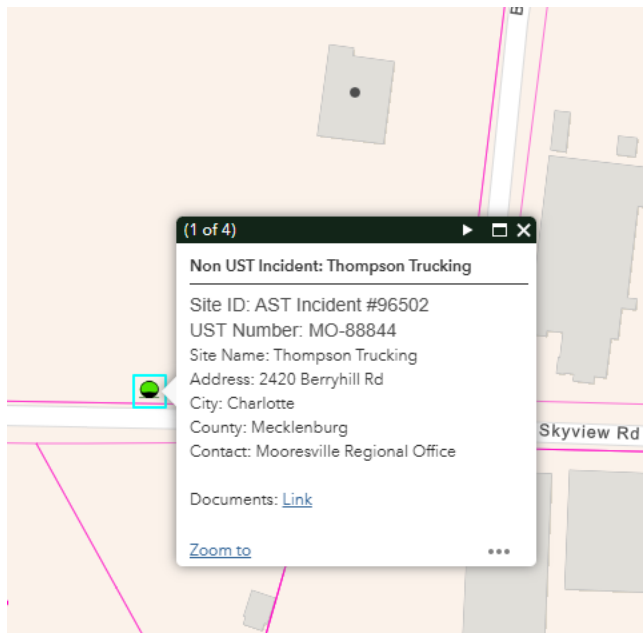 B
(1 of 4)
Non UST Incident: Thompson Trucking
Site ID: AST Incident #96502
UST Number: MO-88844
Site Name: Thompson Trucking
Address: 2420 Berryhill Rd
City: Charlotte
County: Mecklenburg
Contact: Mooresville Regional Office
Documents: Link
Zoom to
Skyview Rd